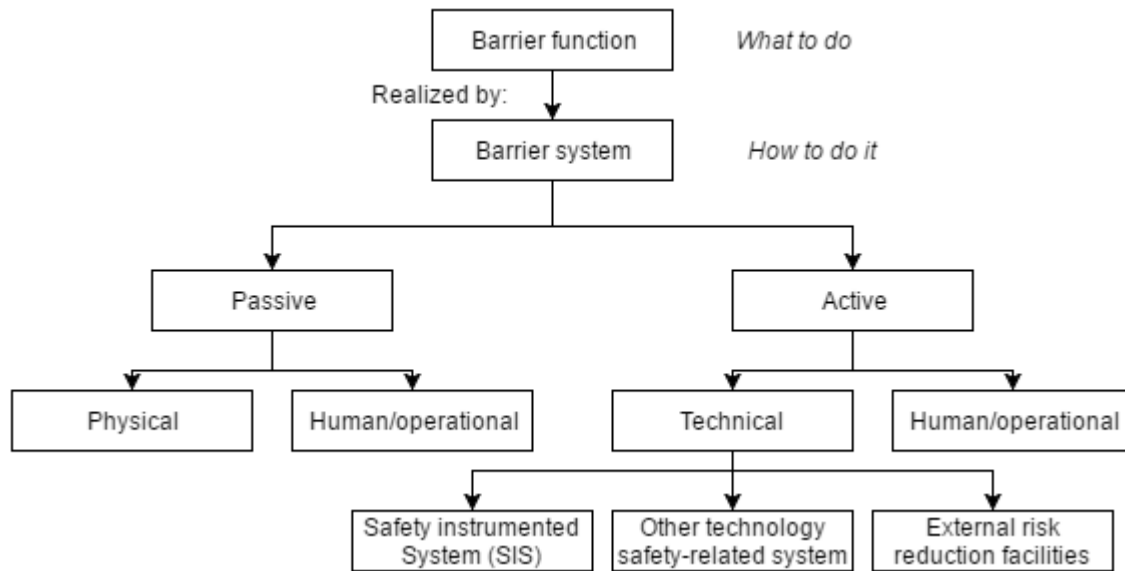 Barrier function
What to do
Realized by:
Barrier system
How to do it
Passive
Active
Physical
Human/operational
Technical
Human/operational
Safety instrumented
System (SIS)
Other technology
safety-related system
External risk
reduction facilities